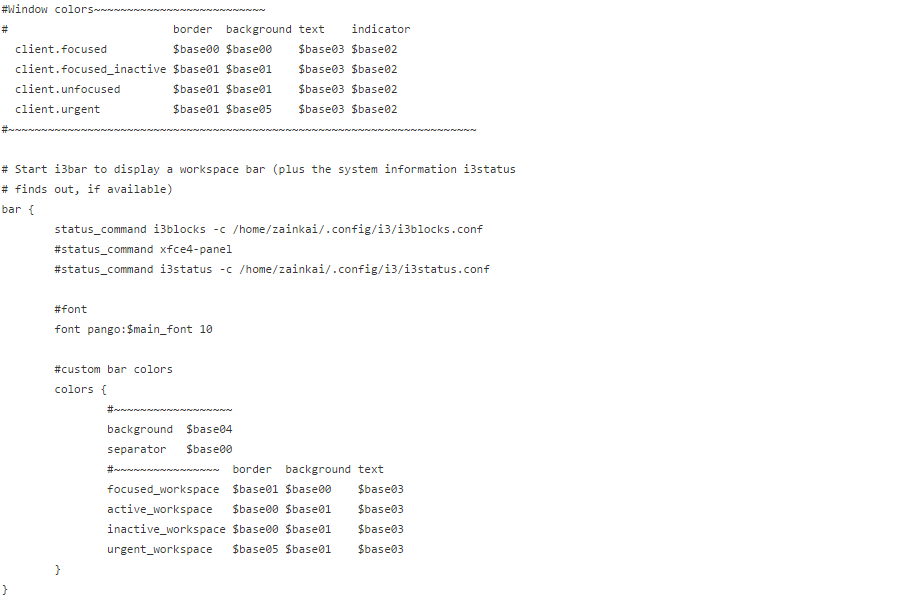 #Window colors~~~~~~~~~~~~~~~~~~~~~~~~~~
#                         border  background text    indicator
  client.focused          $base00 $base00    $base03 $base02
  client.focused_inactive $base01 $base01    $base03 $base02
  client.unfocused        $base01 $base01    $base03 $base02
  client.urgent           $base01 $base05    $base03 $base02
#~~~~~~~~~~~~~~~~~~~~~~~~~~~~~~~~~~~~~~~~~~~~~~~~~~~~~~~~~~~~~~~~~~~~~~~

# Start i3bar to display a workspace bar (plus the system information i3status
# finds out, if available)
bar {
        status_command i3blocks -c /home/zainkai/.config/i3/i3blocks.conf
        #status_command xfce4-panel
        #status_command i3status -c /home/zainkai/.config/i3/i3status.conf

        #font
        font pango:$main_font 10

        #custom bar colors
        colors {
                #~~~~~~~~~~~~~~~~~~
                background  $base04
                separator   $base00
                #~~~~~~~~~~~~~~~~  border  background text
                focused_workspace  $base01 $base00    $base03
                active_workspace   $base00 $base01    $base03
                inactive_workspace $base00 $base01    $base03
                urgent_workspace   $base05 $base01    $base03
        }
}